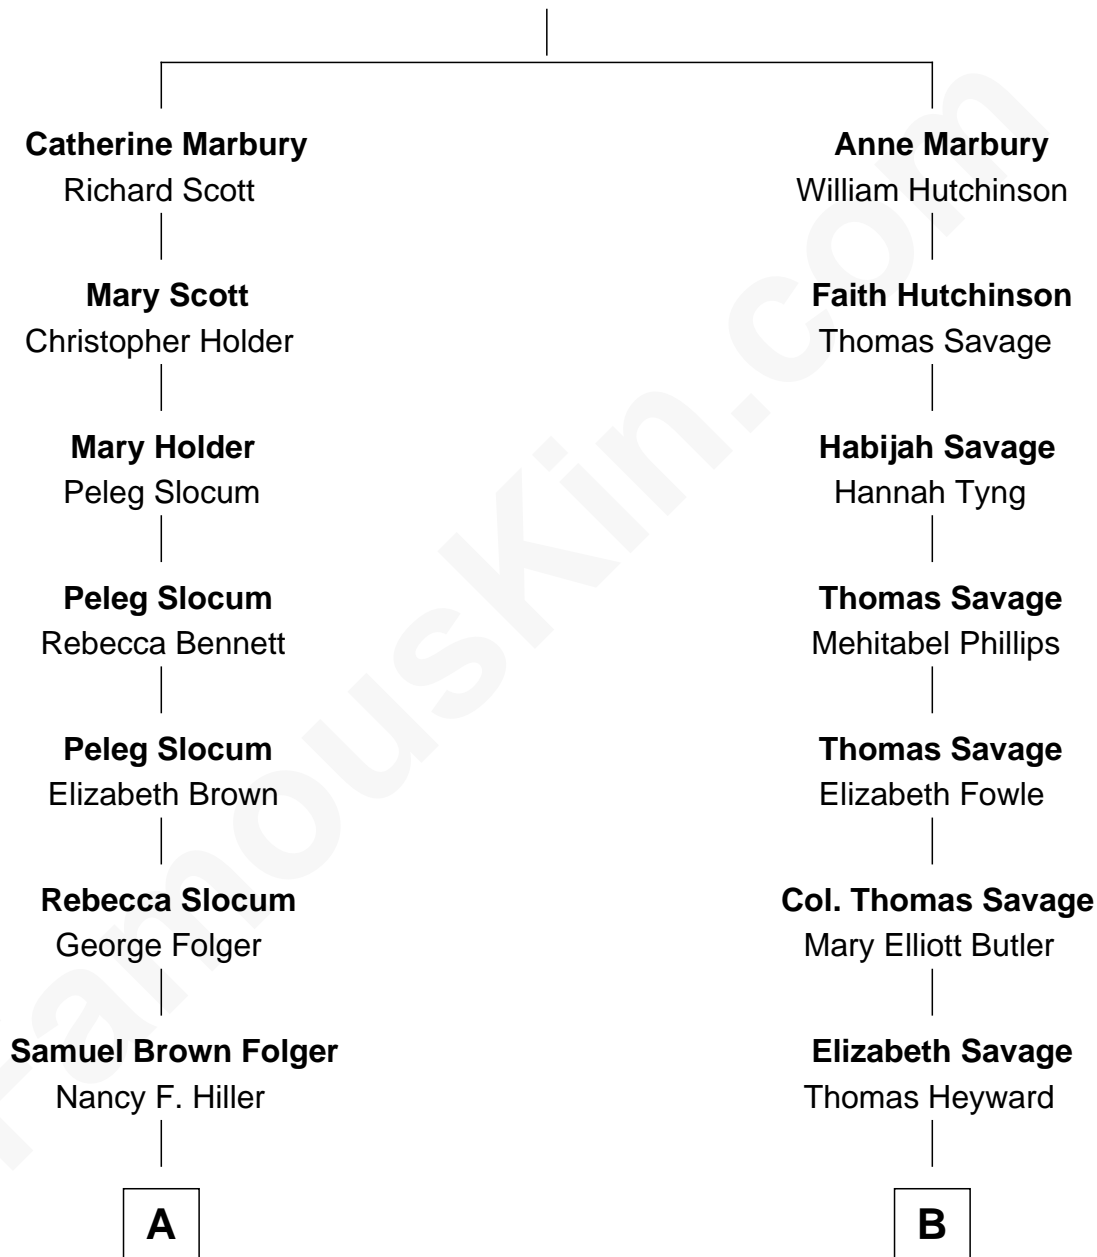 Catherine Marbury
Richard Scott
Anne Marbury
William Hutchinson
Mary Scott
Christopher Holder
Faith Hutchinson
Thomas Savage
Mary Holder
Peleg Slocum
Habijah Savage
Hannah Tyng
Peleg Slocum
Rebecca Bennett
Thomas Savage
Mehitabel Phillips
Peleg Slocum
Elizabeth Brown
Thomas Savage
Elizabeth Fowle
Rebecca Slocum
George Folger
Col. Thomas Savage
Mary Elliott Butler
Samuel Brown Folger
Nancy F. Hiller
Elizabeth Savage
Thomas Heyward
A
B
FamousKin.com